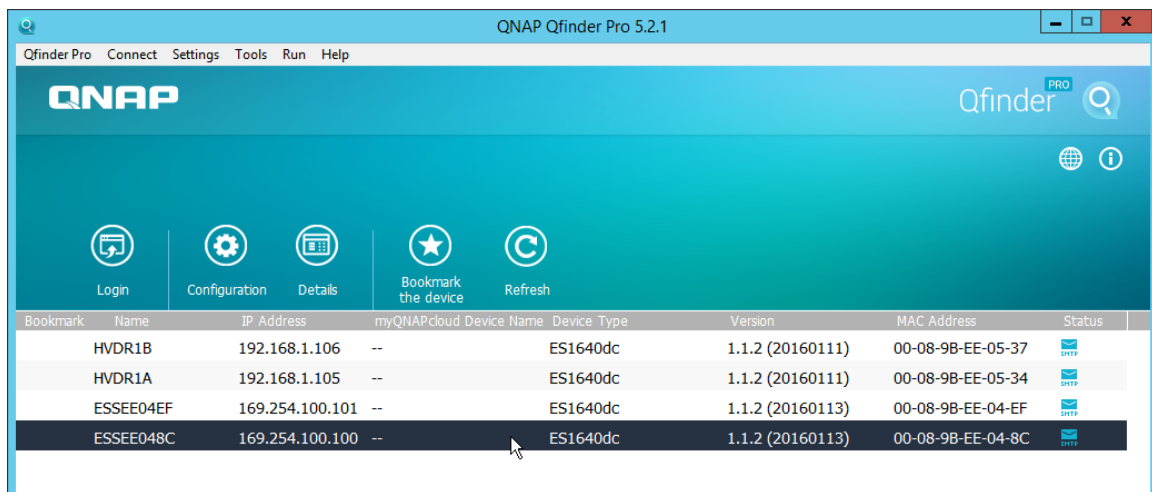 QNAP Qfinder Pro 5.2.1
Qfinder Pro Connect Settings Tools Run Help
QNAP
Qfinder PRO
Login
Configuration
Details
Bookmark
the device
Refresh
Bookmark Name IP Address myQNAPcloud Device Name Device Type Version MAC Address Status
HVDR1B 192.168.1.106 -- ES1640dc 1.1.2 (20160111) 00-08-9B-EE-05-37 SMTP
HVDR1A 192.168.1.105 -- ES1640dc 1.1.2 (20160111) 00-08-9B-EE-05-34 SMTP
ESSEE04EF 169.254.100.101 -- ES1640dc 1.1.2 (20160113) 00-08-9B-EE-04-EF SMTP
ESSEE048C 169.254.100.100 -- ES1640dc 1.1.2 (20160113) 00-08-9B-EE-04-8C SMTP